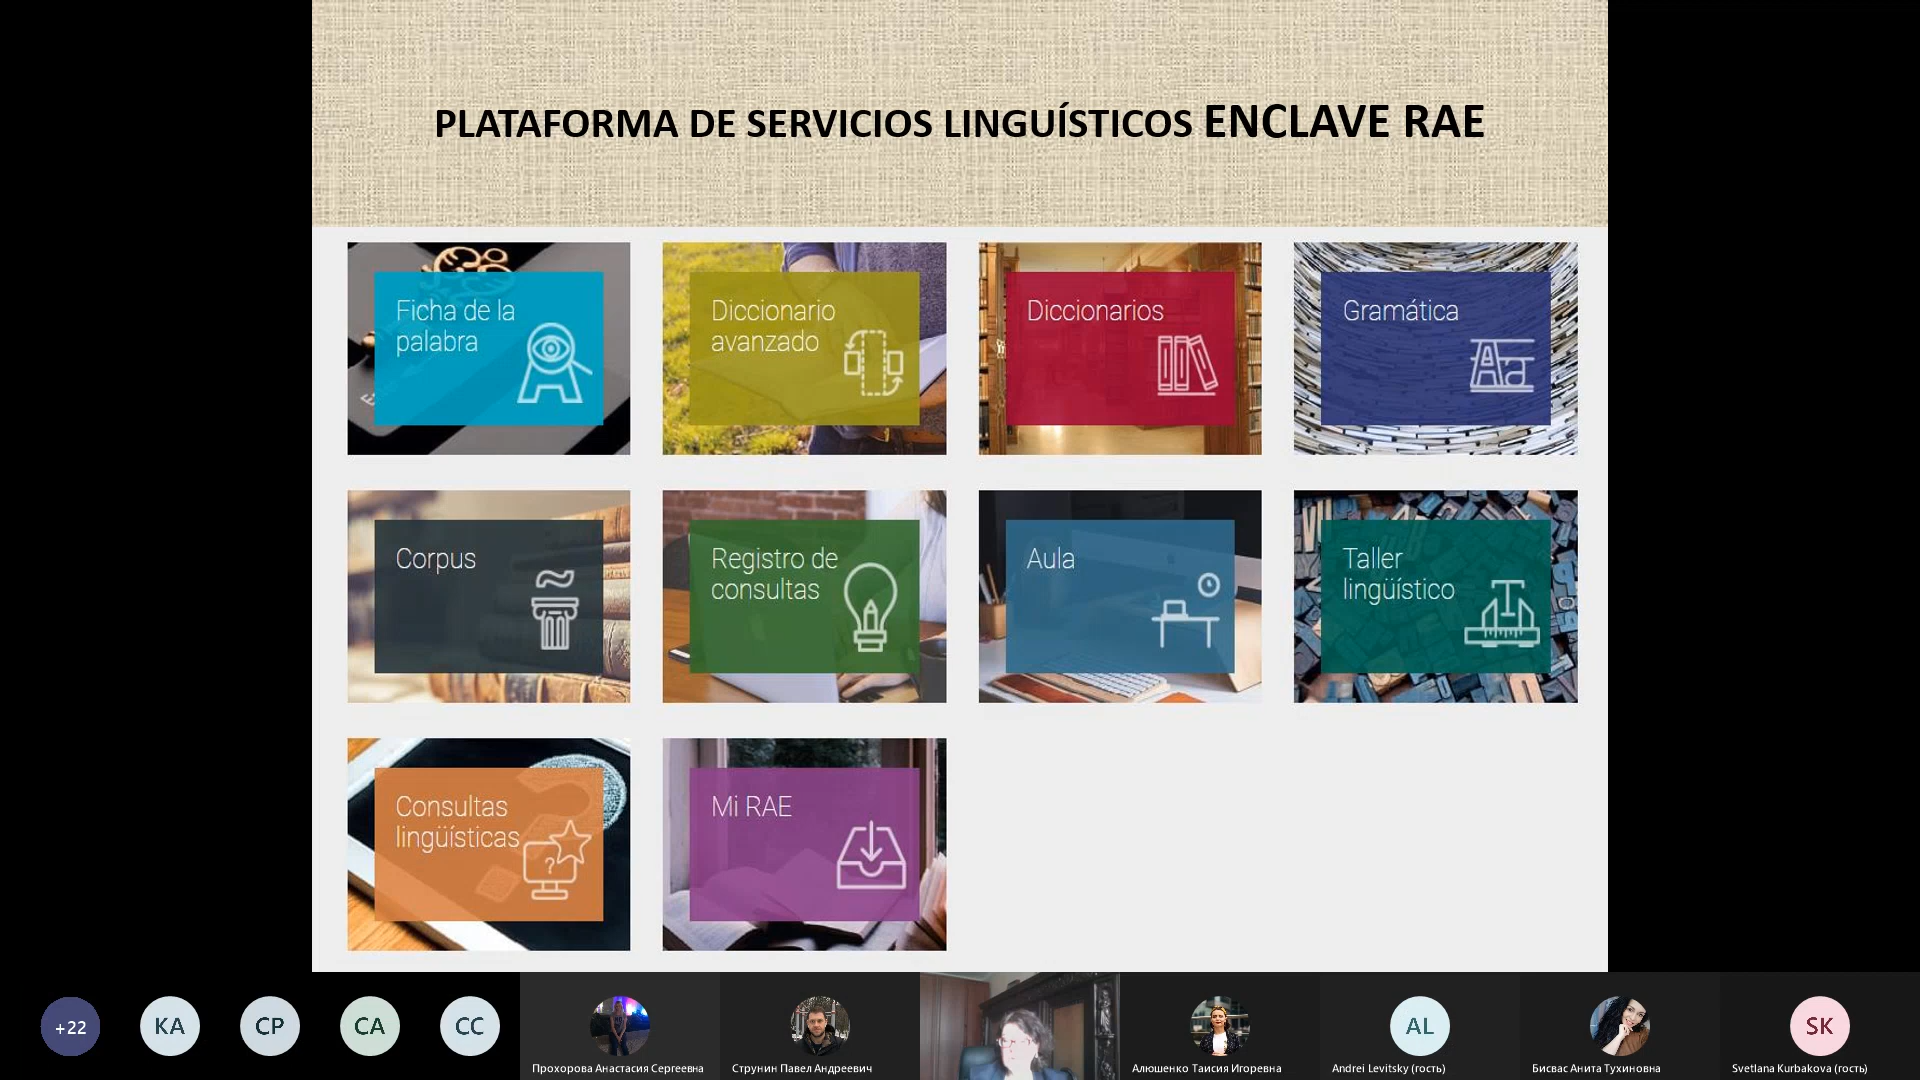 PLATAFORMA DE SERVICIOS LINGUÍSTICOS ENCLAVE RAE
Ficha de la
palabra
Diccionario
avanzado
Diccionarios
Gramática
Aa
Corpus
Registro de
consultas
Aula
Taller
lingüístico
Consultas
lingüísticas
?
Mi RAE
+22
KA
CP
CA
CC
Прохорова Анастасия Сергеевна
Струнин Павел Андреевич
Алюшенко Таисия Игоревна
AL
Andrei Levitsky (гость)
Бисвас Анита Тухиновна
SK
Svetlana Kurbakova (гость)